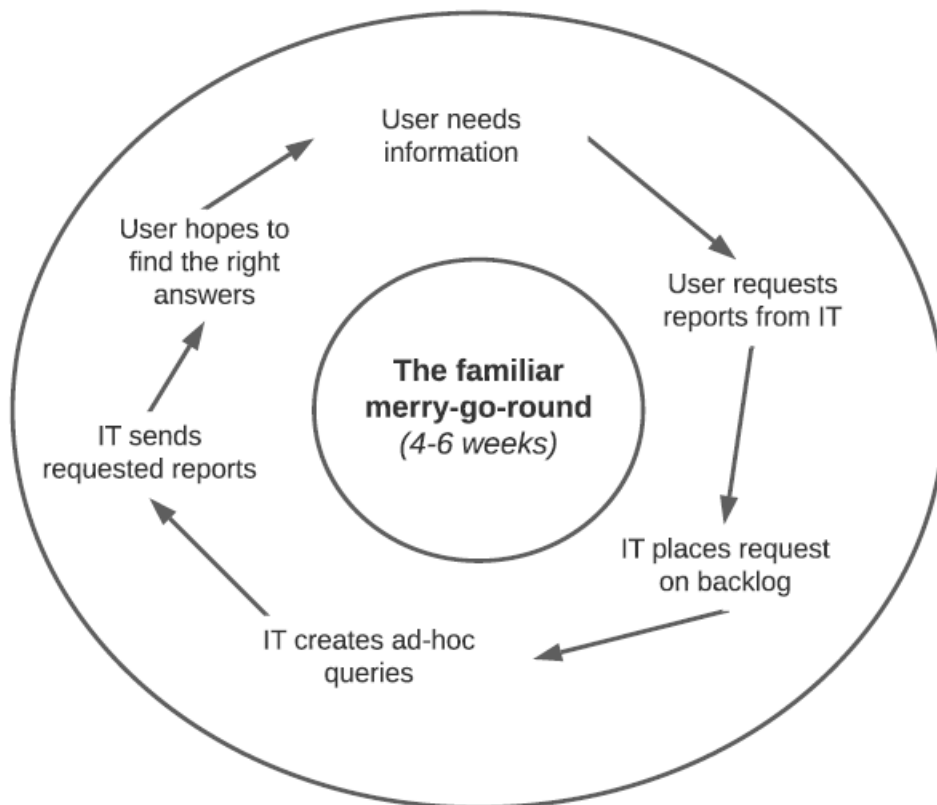 User needs
information
User requests
reports from IT
IT places request
on backlog
IT creates ad-hoc
queries
IT sends
requested reports
User hopes to
find the right
answers
The familiar
merry-go-round
(4-6 weeks)